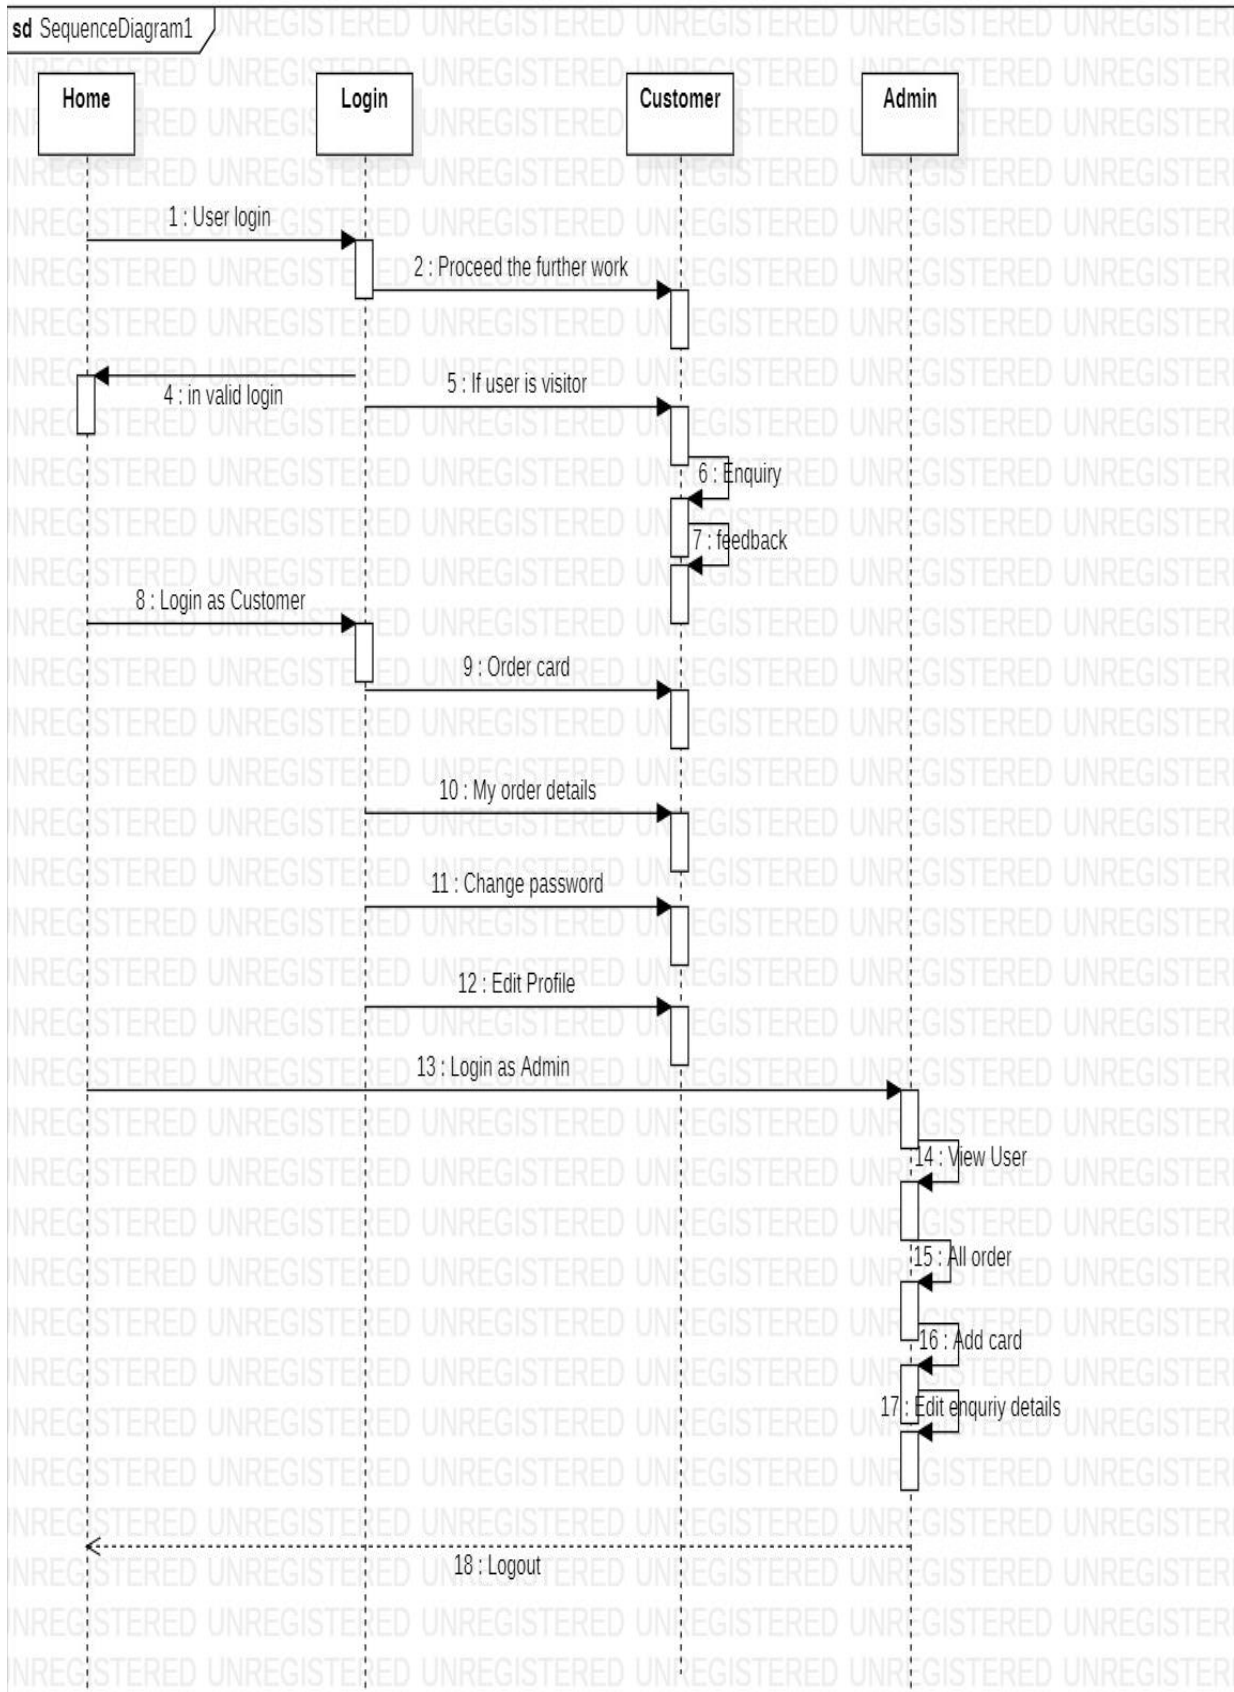 sd SequenceDiagram1
Home
Login
Customer
Admin
1 : User login
2 : Proceed the further work
4 : in valid login
5 : If user is visitor
6 : Enquiry
7 : feedback
8 : Login as Customer
9 : Order card
10 : My order details
11 : Change password
12 : Edit Profile
13 : Login as Admin
14 : View User
15 : All order
16 : Add card
17 : Edit enquriy details
18 : Logout
UNREGISTERED